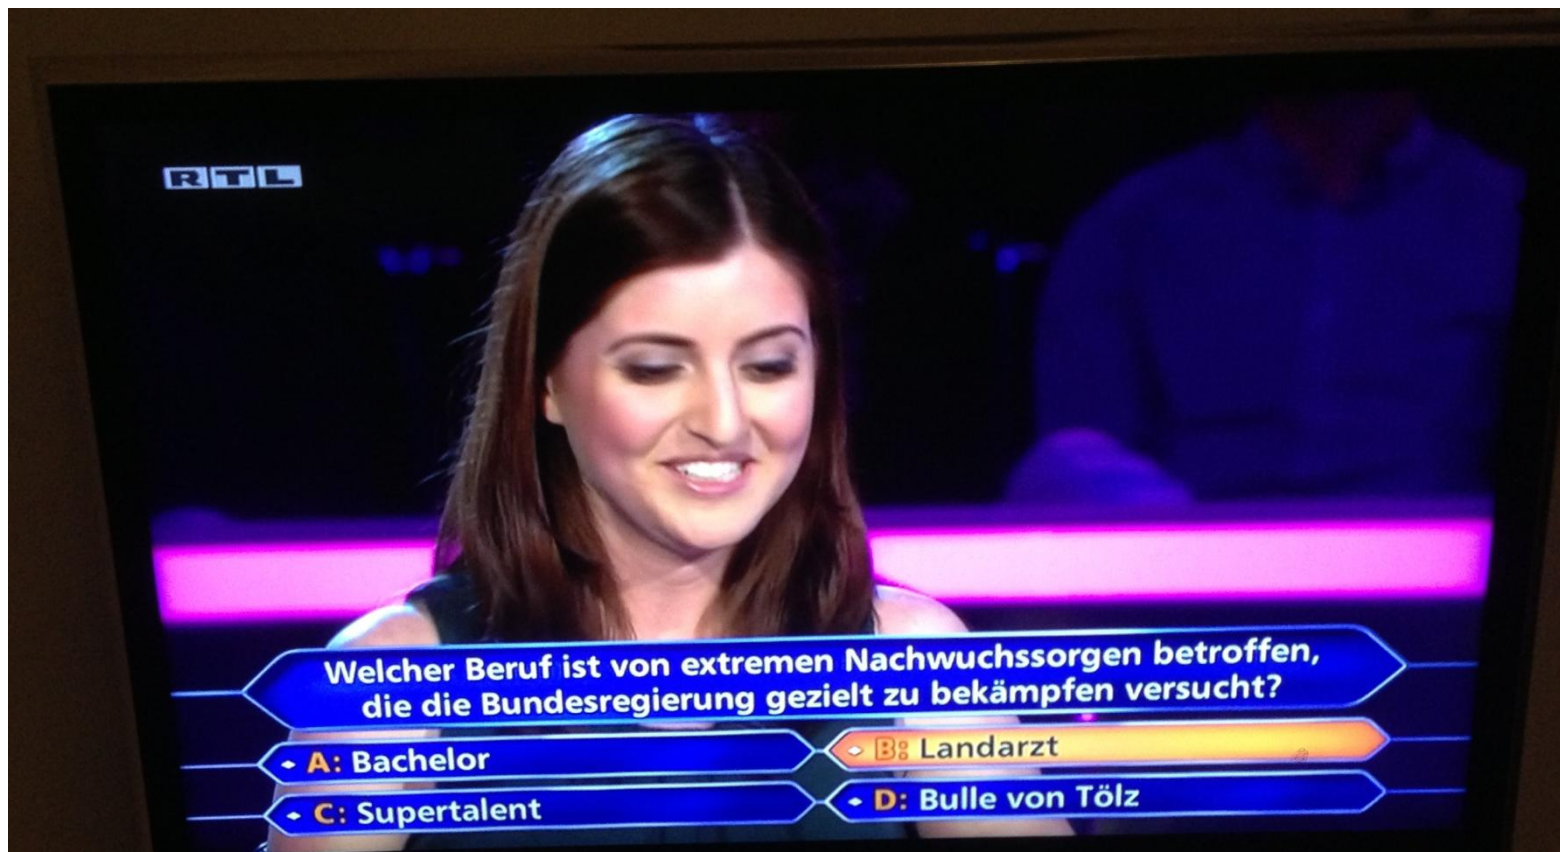 RTL
Welcher Beruf ist von extremen Nachwuchssorgen betroffen,
die die Bundesregierung gezielt zu bekämpfen versucht?
A: Bachelor
B: Landarzt
C: Supertalent
D: Bulle von Tölz